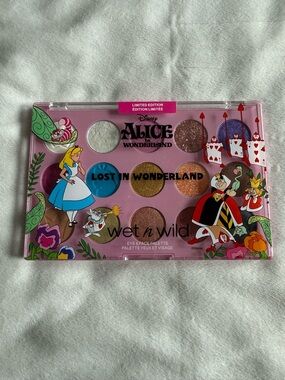 LIMITED EDITION
ÉDITION LIMITÉE
Disney
ALICE
IN
WONDERLAND
LOST IN WONDERLAND
wet n wild
EYE & FACE PALETTE
PALETTE YEUX ET VISAGE